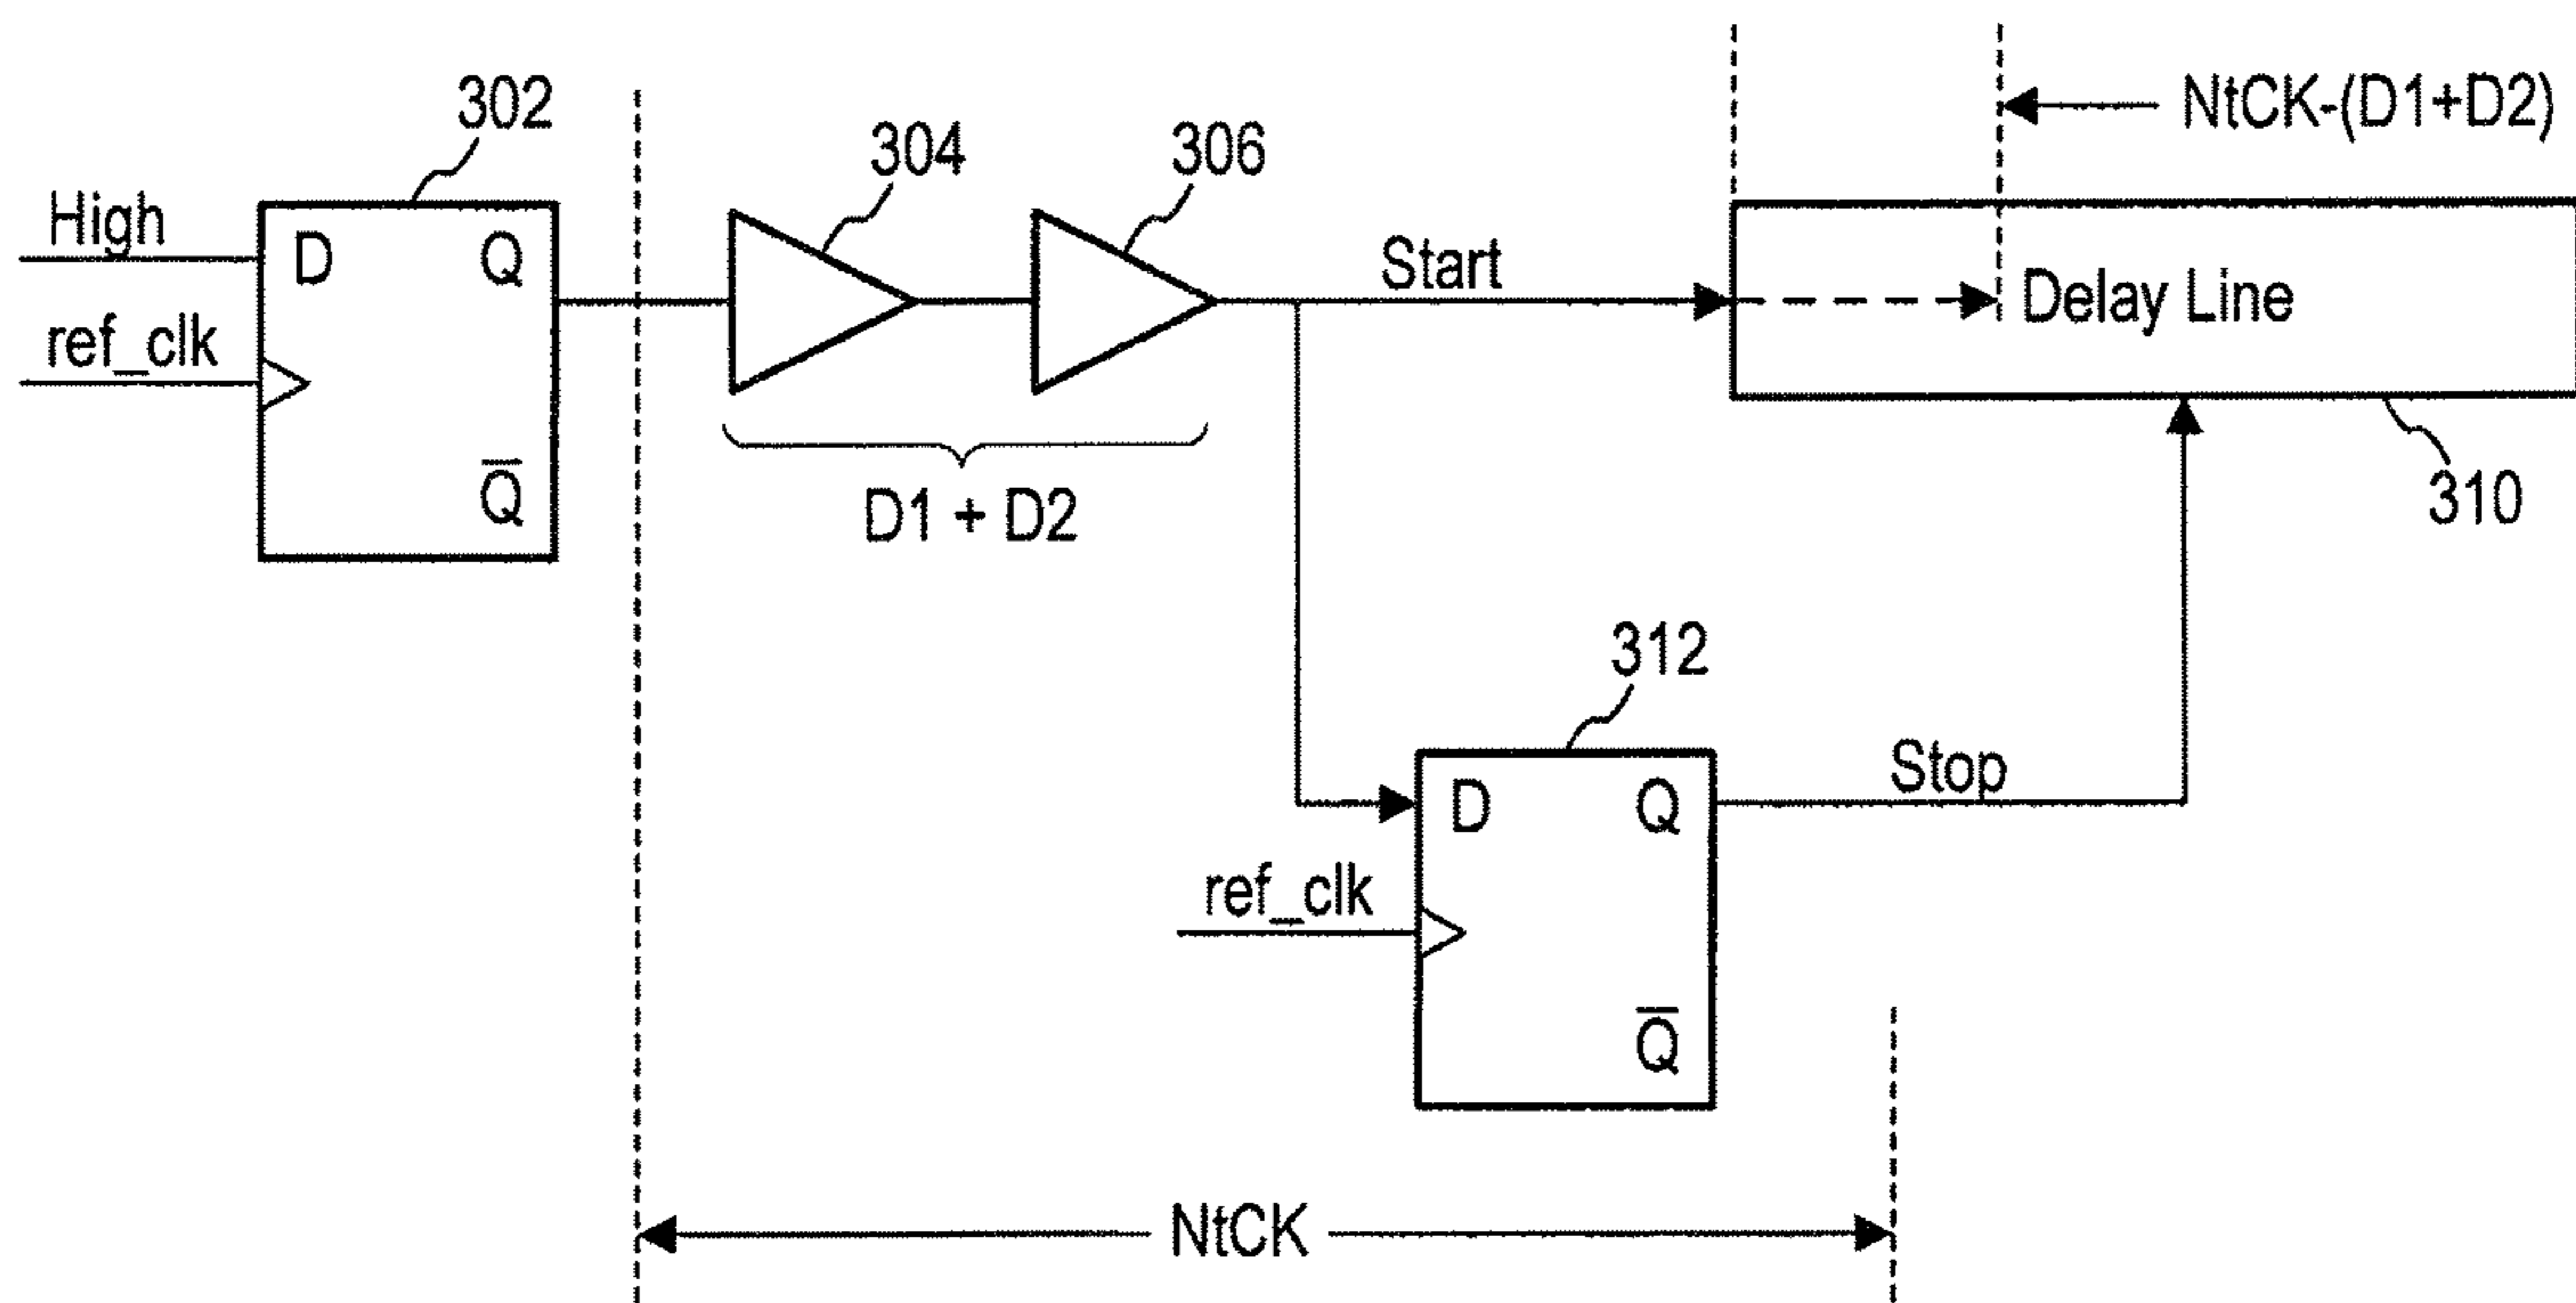 302
304
306
NtCK-(D1+D2)
High
D
Q
ref_clk
Q̅
Start
Delay Line
D1 + D2
310
312
D
Q
Stop
ref_clk
Q̅
NtCK